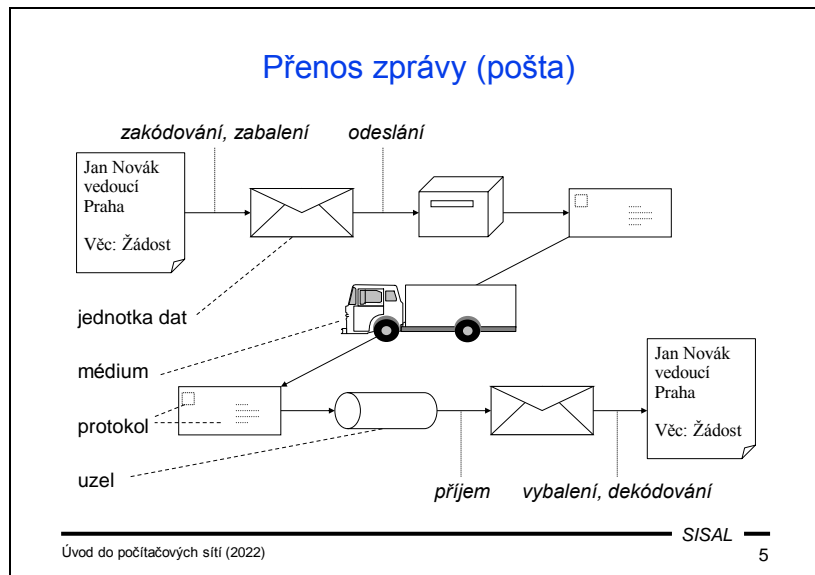 Přenos zprávy (pošta)
zakódování, zabalení
odeslání
Jan Novák
vedoucí
Praha
Věc: Žádost
jednotka dat
médium
Jan Novák
vedoucí
Praha
Věc: Žádost
protokol
uzel
příjem
vybalení, dekódování
SISAL
Úvod do počítačových sítí (2022)
5